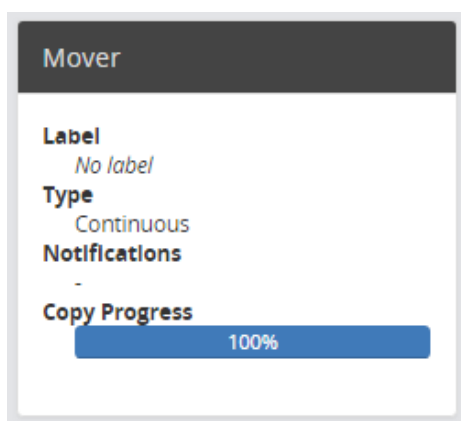 Mover
Label
No label
Type
Continuous
Notifications
-
Copy Progress
100%